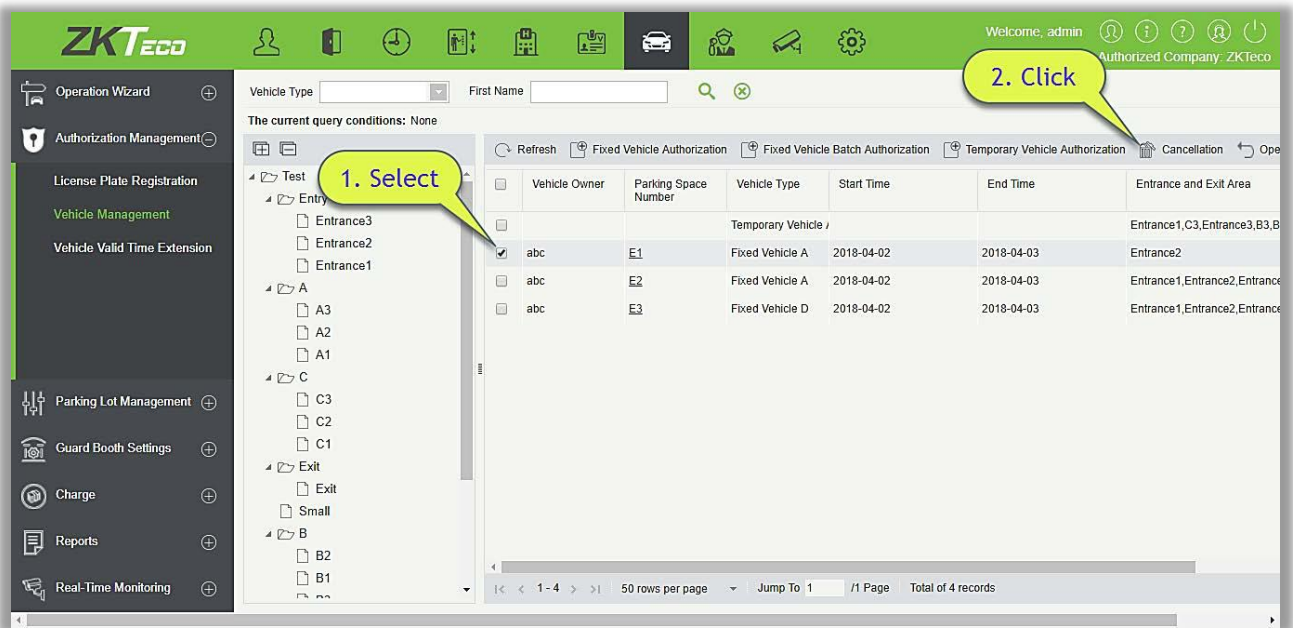 ZKTeco
Welcome, admin
Authorized Company: ZKTeco
2. Click
Operation Wizard
Authorization Management
License Plate Registration
Vehicle Management
Vehicle Valid Time Extension
Parking Lot Management
Guard Booth Settings
Charge
Reports
Real-Time Monitoring
Vehicle Type First Name
The current query conditions: None
Refresh Fixed Vehicle Authorization Fixed Vehicle Batch Authorization Temporary Vehicle Authorization Cancellation Ope
1. Select
Test
Entry
Entrance3
Entrance2
Entrance1
A
A3
A2
A1
C
C3
C2
C1
Exit
Exit
Small
B
B2
B1
Vehicle Owner Parking Space Number Vehicle Type Start Time End Time Entrance and Exit Area
Temporary Vehicle Entrance1,C3,Entrance3,B3,B
abc E1 Fixed Vehicle A 2018-04-02 2018-04-03 Entrance2
abc E2 Fixed Vehicle A 2018-04-02 2018-04-03 Entrance1,Entrance2,Entrance
abc E3 Fixed Vehicle D 2018-04-02 2018-04-03 Entrance1,Entrance2,Entrance
1-4 50 rows per page Jump To 1 /1 Page Total of 4 records